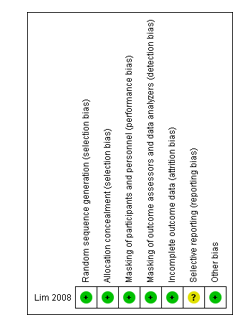 Random sequence generation (selection bias)
Allocation concealment (selection bias)
Masking of participants and personnel (performance bias)
Masking of outcome assessors and data analyzers (detection bias)
Incomplete outcome data (attrition bias)
Selective reporting (reporting bias)
Other bias
Lim 2008 + + + + + ? +